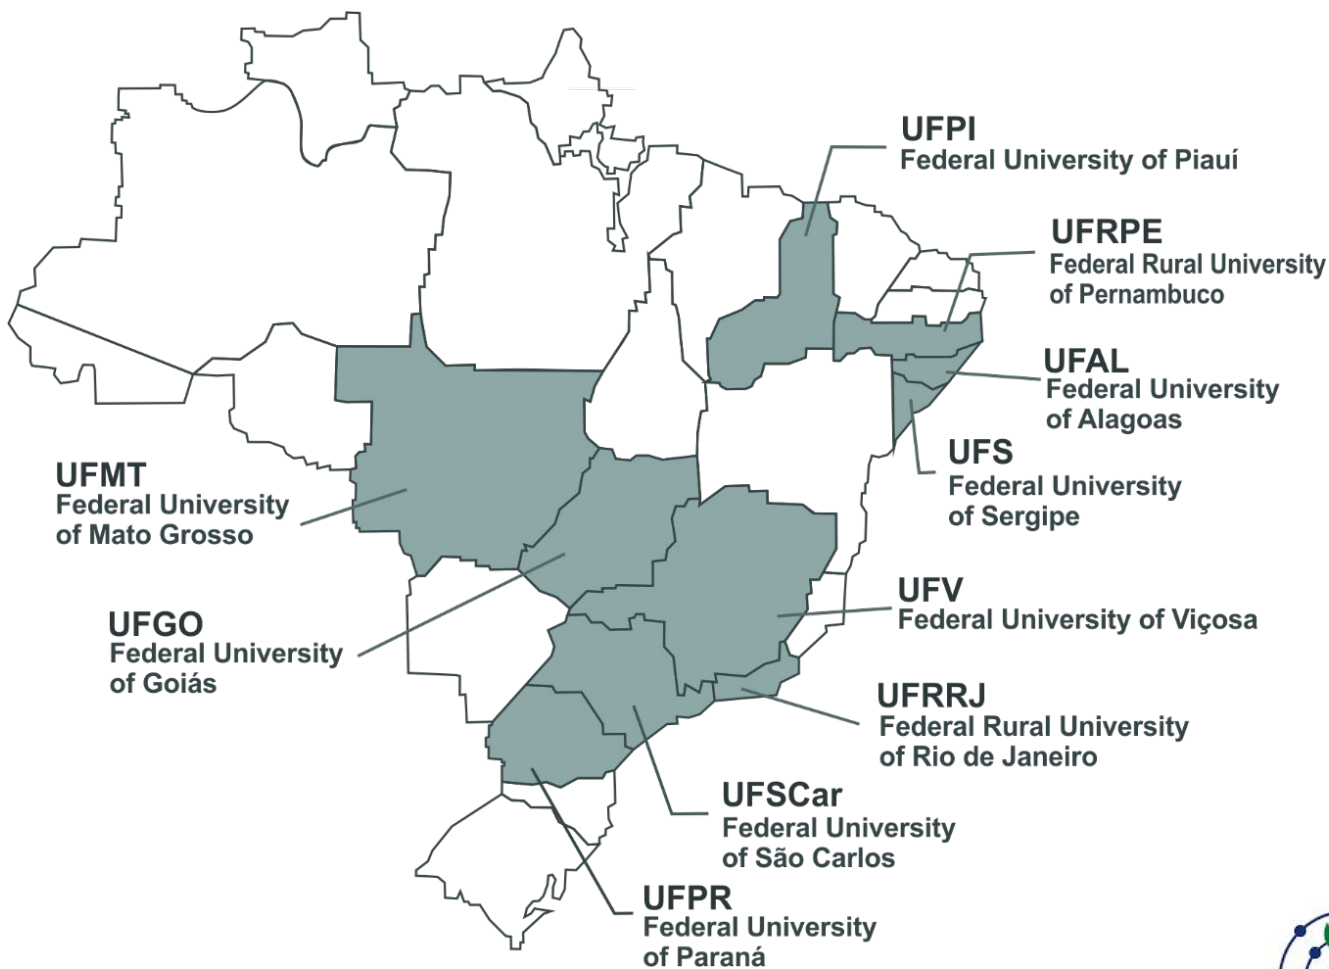 UFPI
Federal University of Piauí
UFRPE
Federal Rural University
of Pernambuco
UFAL
Federal University
of Alagoas
UFS
Federal University
of Sergipe
UFMT
Federal University
of Mato Grosso
UFV
Federal University of Viçosa
UFGO
Federal University
of Goiás
UFRRJ
Federal Rural University
of Rio de Janeiro
UFSCar
Federal University
of São Carlos
UFPR
Federal University
of Paraná